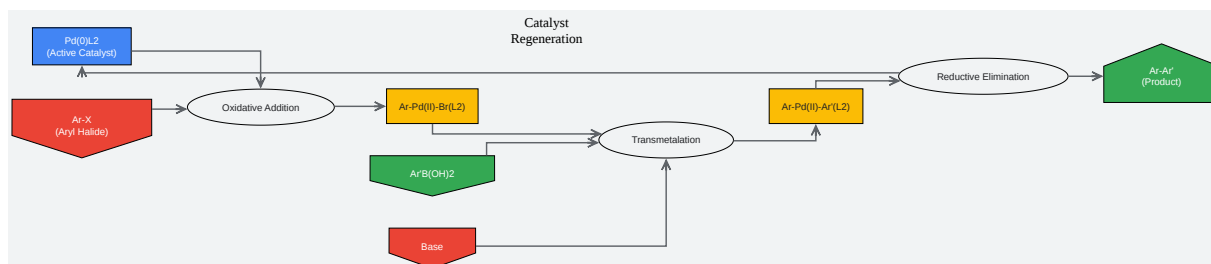 Catalyst
Regeneration
Pd(0)L2
(Active Catalyst)
Ar-X
(Aryl Halide)
Oxidative Addition
Ar-Pd(II)-Br(L2)
Ar'B(OH)2
Base
Transmetalation
Ar-Pd(II)-Ar'(L2)
Reductive Elimination
Ar-Ar'
(Product)